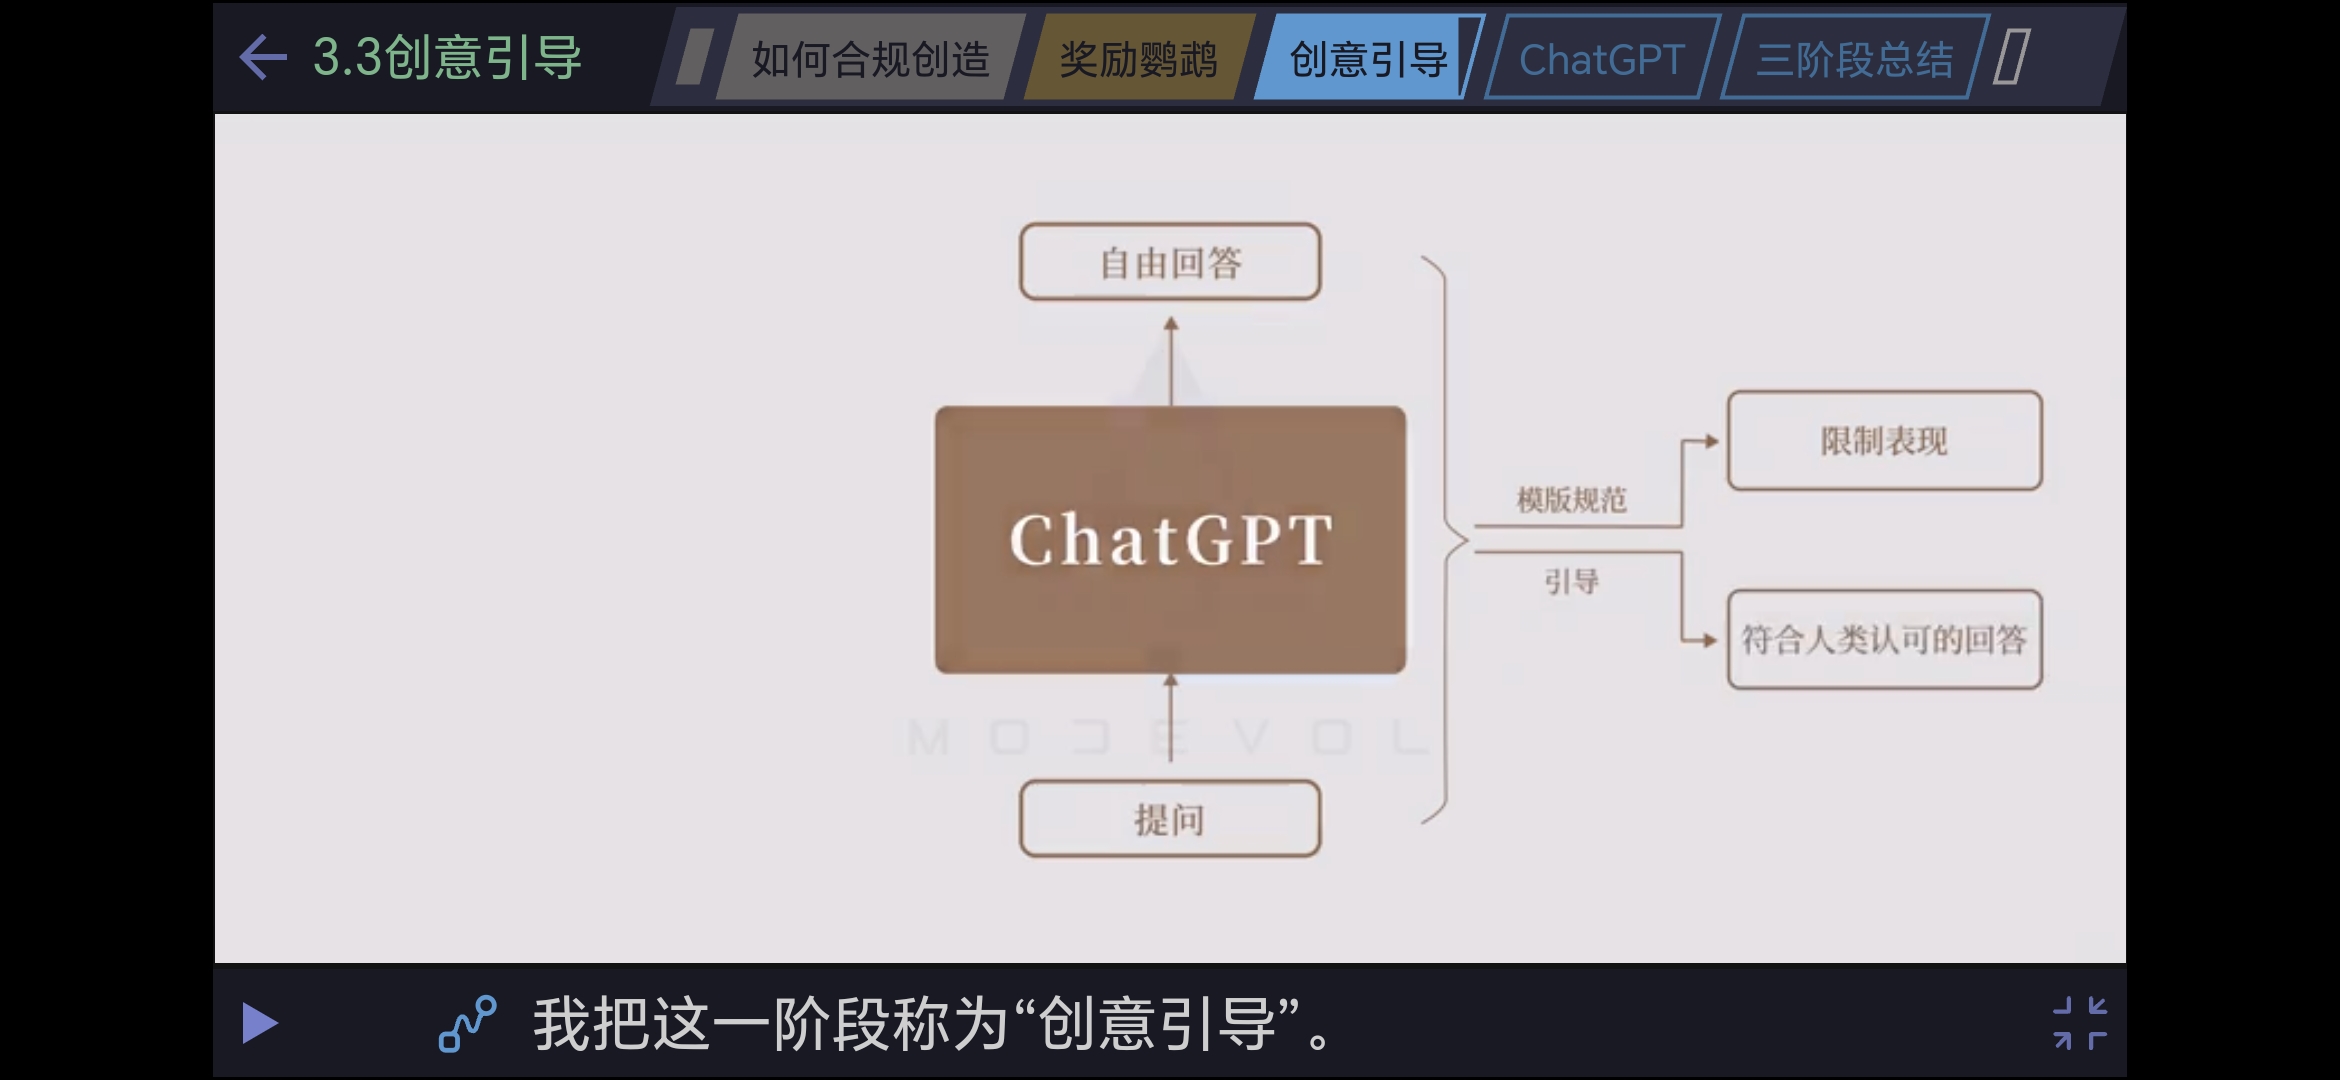 3.3创意引导
如何合规创造
奖励鹦鹉
创意引导
ChatGPT
三阶段总结
自由回答
ChatGPT
提问
模版规范
引导
限制表现
符合人类认可的回答
MODEVOL
我把这一阶段称为“创意引导”。